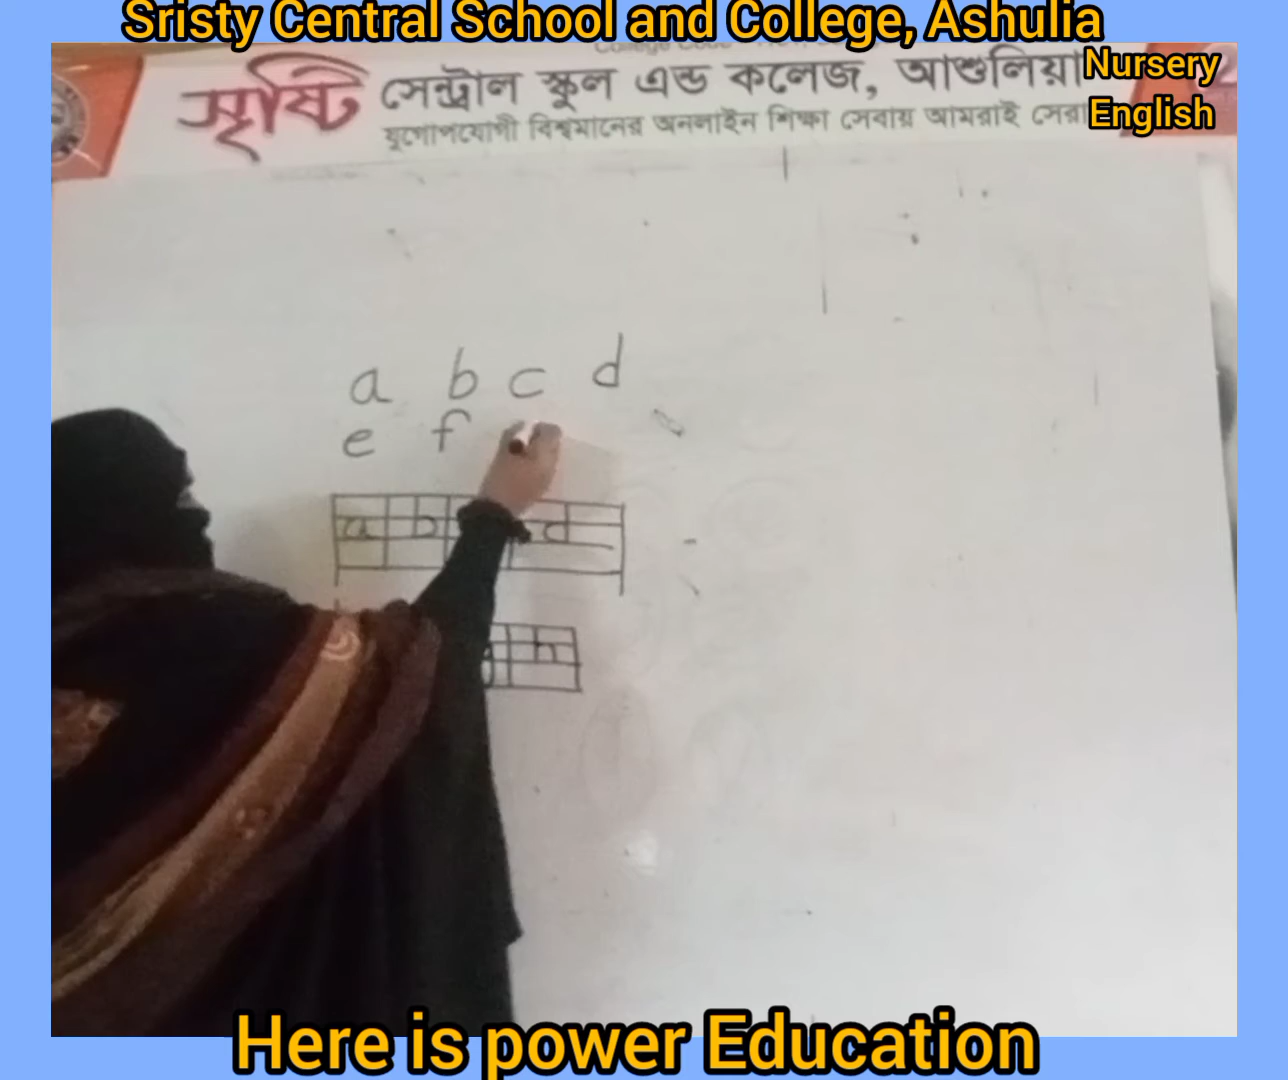 Sristy Central School and College, Ashulia
সৃষ্টি সেন্ট্রাল স্কুল এন্ড কলেজ, আশুলিয়া
যুগোপযোগী বিশ্বমানের অনলাইন শিক্ষা সেবায় আমরাই সেরা
Nursery
English
a b c d
e f
a b d
h
Here is power Education